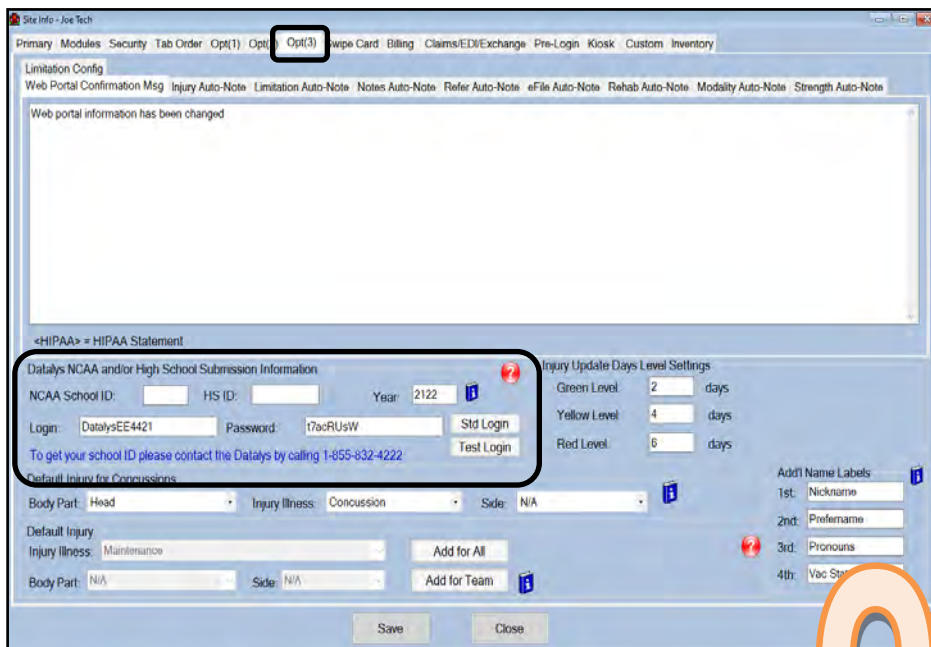 Site Info - Joe Tech
Primary Modules Security Tab Order Opt(1) Opt( Opt(3) Swipe Card Billing Claims/EDI/Exchange Pre-Login Kiosk Custom Inventory
Limitation Config
Web Portal Confirmation Msg Injury Auto-Note Limitation Auto-Note Notes Auto-Note Refer Auto-Note eFile Auto-Note Rehab Auto-Note Modality Auto-Note Strength Auto-Note
Web portal information has been changed
<HIPAA> = HIPAA Statement
Datalys NCAA and/or High School Submission Information
NCAA School ID: HS ID: Year: 2122
Login: DatalysEE4421 Password: t7acRUsW Std Login
Test Login
To get your school ID please contact the Datalys by calling 1-855-832-4222
Injury Update Days Level Settings
Green Level: 2 days
Yellow Level: 4 days
Red Level: 6 days
Default Injury for Concussions
Body Part: Head Injury Illness: Concussion Side: N/A
Default Injury
Injury Illness: Maintenance Add for All
Body Part: N/A Side: N/A Add for Team
Add'l Name Labels
1st: Nickname
2nd: Prefername
3rd: Pronouns
4th: Vac
Save Close